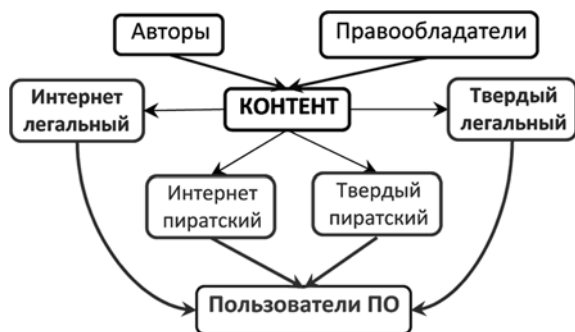 Авторы
Правообладатели
Интернет
легальный
КОНТЕНТ
Твердый
легальный
Интернет
пиратский
Твердый
пиратский
Пользователи ПО